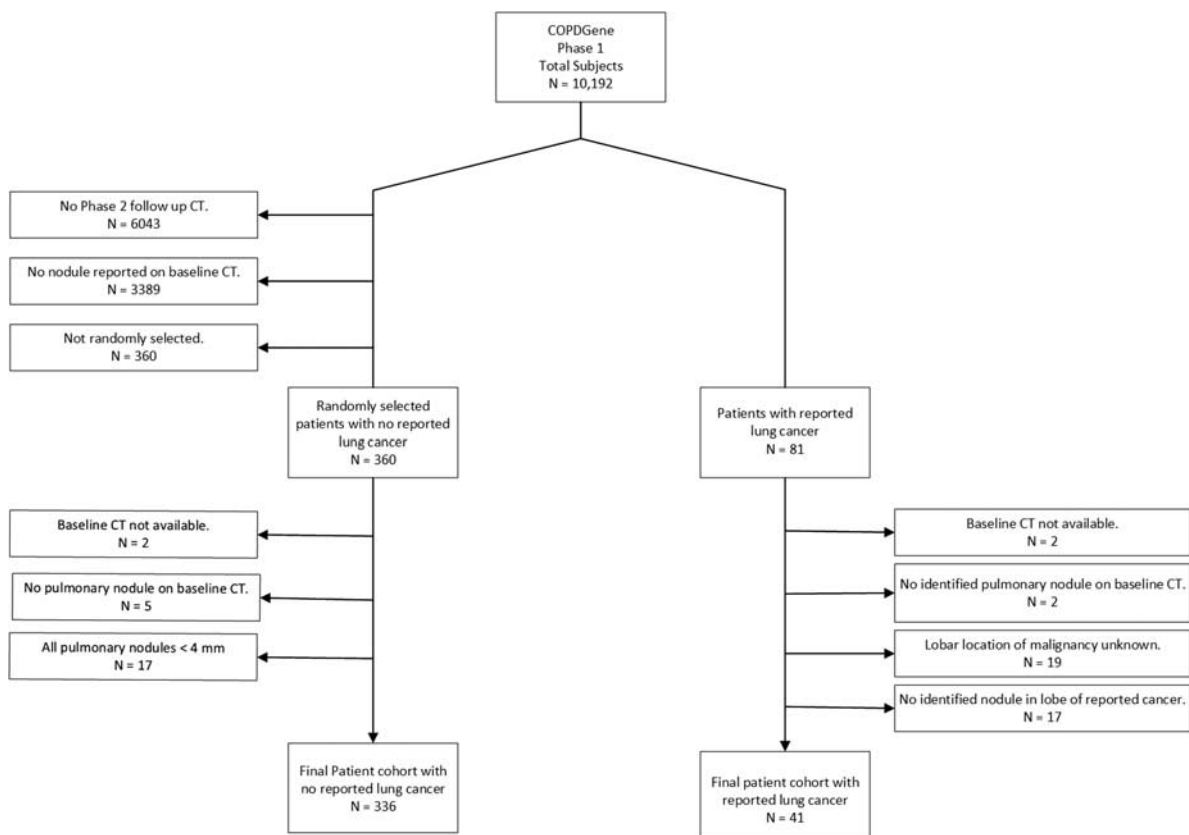 COPDGene
Phase 1
Total Subjects
N = 10,192
No Phase 2 follow up CT.
N = 6043
No nodule reported on baseline CT.
N = 3389
Not randomly selected.
N = 360
Randomly selected
patients with no reported
lung cancer
N = 360
Patients with reported
lung cancer
N = 81
Baseline CT not available.
N = 2
No pulmonary nodule on baseline CT.
N = 5
All pulmonary nodules < 4 mm
N = 17
Baseline CT not available.
N = 2
No identified pulmonary nodule on baseline CT.
N = 2
Lobar location of malignancy unknown.
N = 19
No identified nodule in lobe of reported cancer.
N = 17
Final Patient cohort with
no reported lung cancer
N = 336
Final patient cohort with
reported lung cancer
N = 41